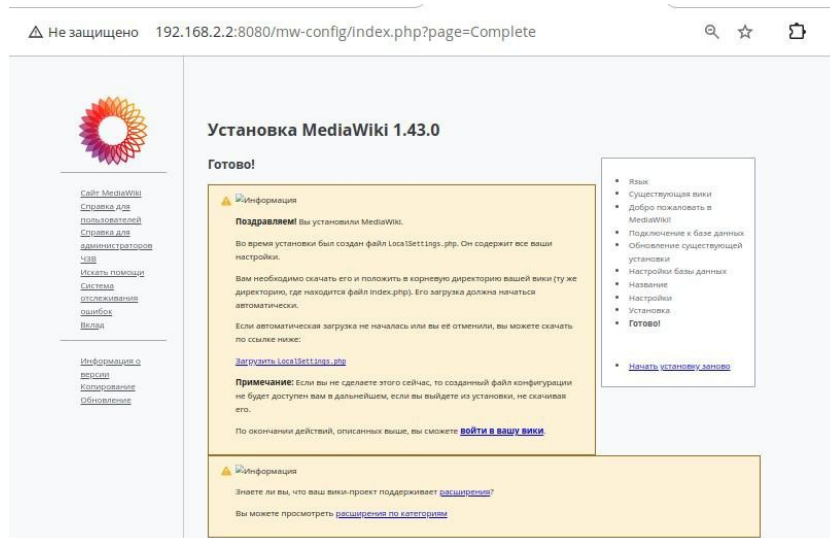 Не защищено 192.168.2.2:8080/mw-config/index.php?page=Complete
Установка MediaWiki 1.43.0
Готово!
Сайт MediaWiki
Справка для
пользователей
Справка для
администраторов
ЧЗВ
Искать помощи
Система
отслеживания
ошибок
Вклад
Информация о
версии
Копирование
Обновление
Информация
Поздравляем! Вы установили MediaWiki.
Во время установки был создан файл LocalSettings.php. Он содержит все ваши
настройки.
Вам необходимо скачать его и положить в корневую директорию вашей вики (ту же
директорию, где находится файл index.php). Его загрузка должна начаться
автоматически.
Если автоматическая загрузка не началась или вы её отменили, вы можете скачать
по ссылке ниже:
Загрузить LocalSettings.php
Примечание: Если вы не сделаете этого сейчас, то созданный файл конфигурации
не будет доступен вам в дальнейшем, если вы выйдете из установки, не скачивая
его.
По окончании действий, описанных выше, вы сможете войти в вашу вики.
Язык
Существующая вики
Добро пожаловать в
MediaWiki!
Подключение к базе данных
Обновление существующей
установки
Настройки базы данных
Название
Настройки
Установка
Готово!
Начать установку заново
Информация
Знаете ли вы, что ваш вики-проект поддерживает расширения?
Вы можете просмотреть расширения по категориям